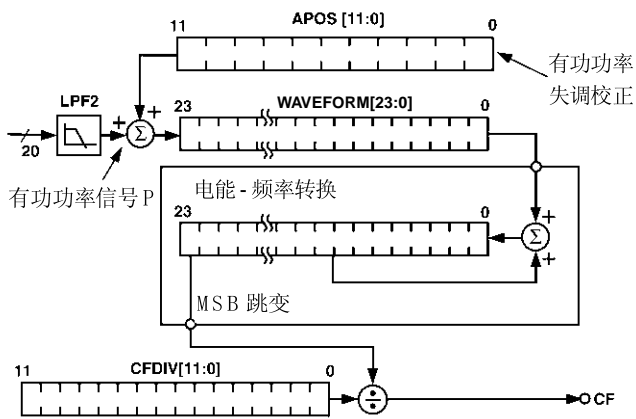 APOS [11:0]
11 0
有功功率
失调校正
LPF2
23 WAVEFORM[23:0] 0
+ +
Σ
20
有功功率信号P
电能-频率转换
23 0
+
Σ
+
MSB 跳变
CFDIV[11:0]
11 0
÷
CF